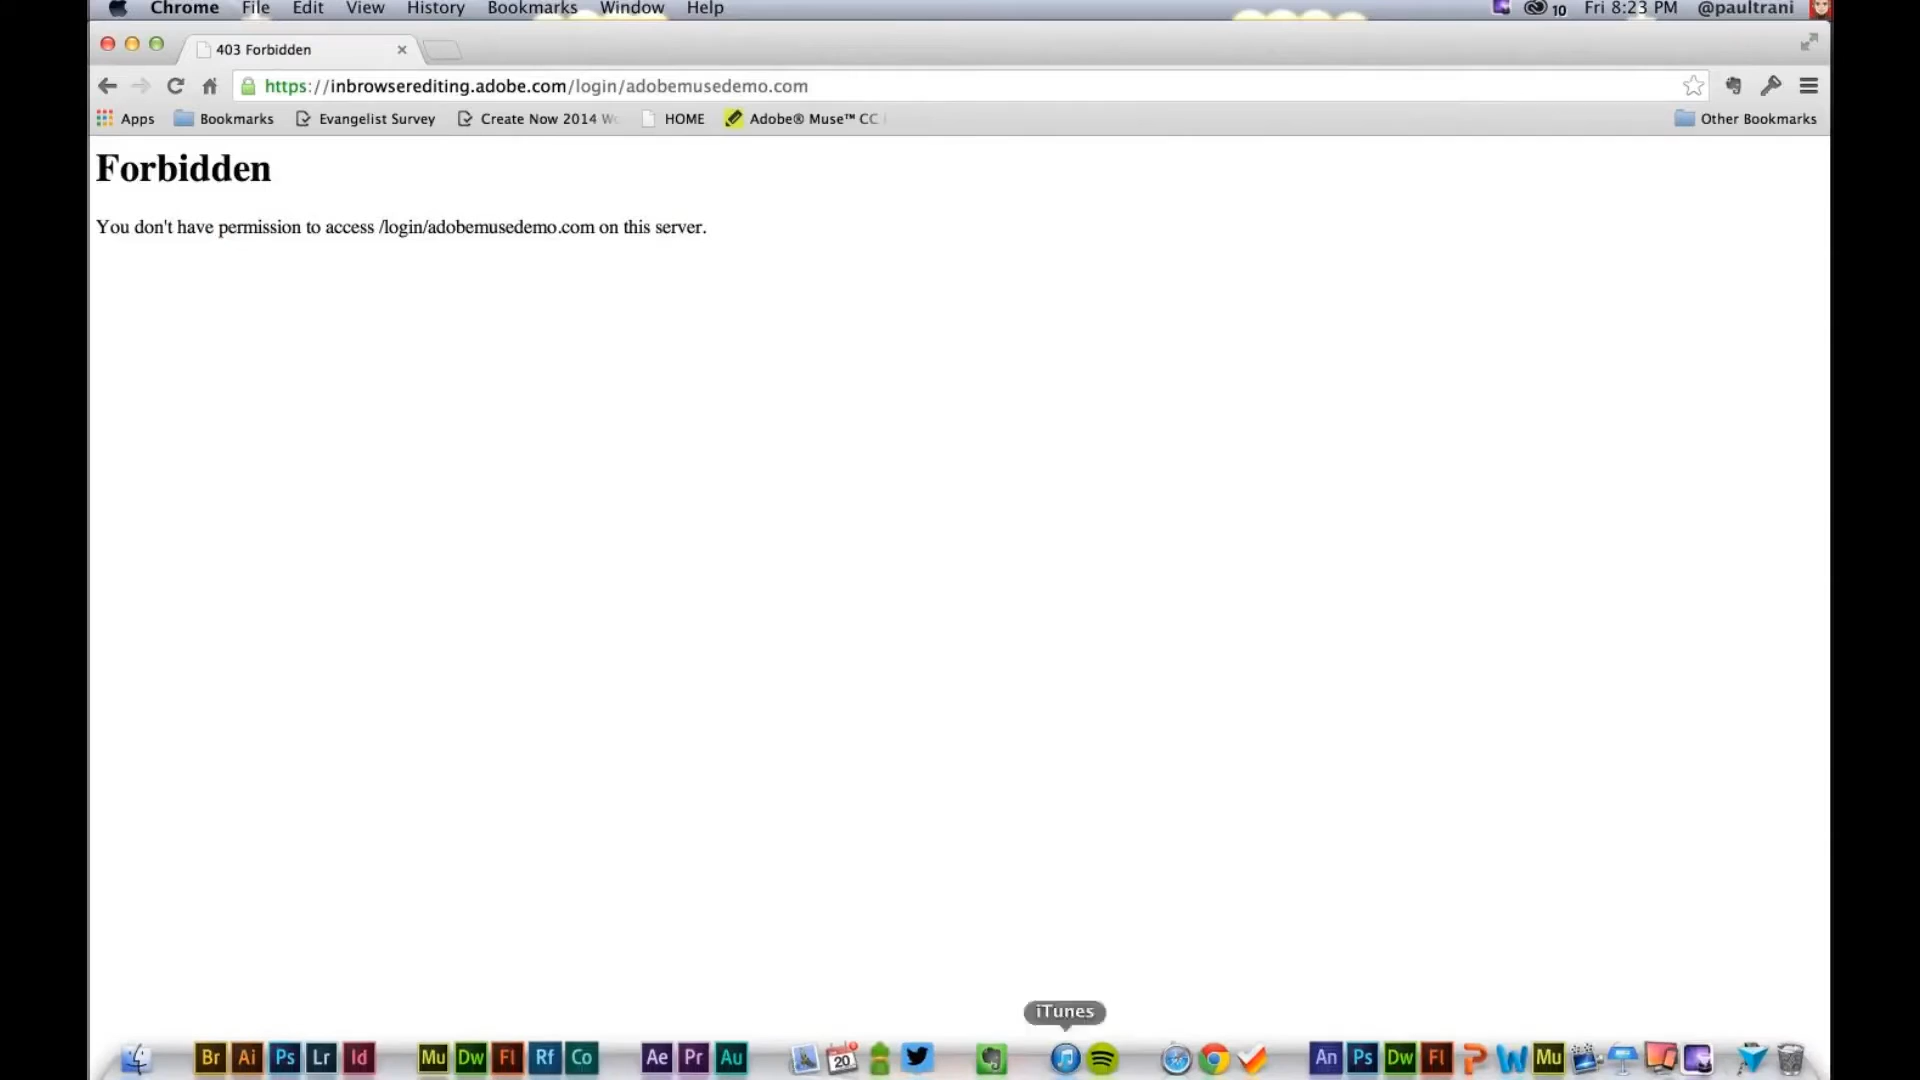 Chrome File Edit View History Bookmarks Window Help
10 Fri 8:23 PM @paultrani
403 Forbidden
https://inbrowserediting.adobe.com/login/adobemusedemo.com
Apps Bookmarks Evangelist Survey Create Now 2014 HOME Adobe® Muse™ CC Other Bookmarks
Forbidden
You don't have permission to access /login/adobemusedemo.com on this server.
iTunes
Br Ai Ps Lr Id Mu Dw Fl Rf Co Ae Pr Au 20 An Ps Dw Fl Mu